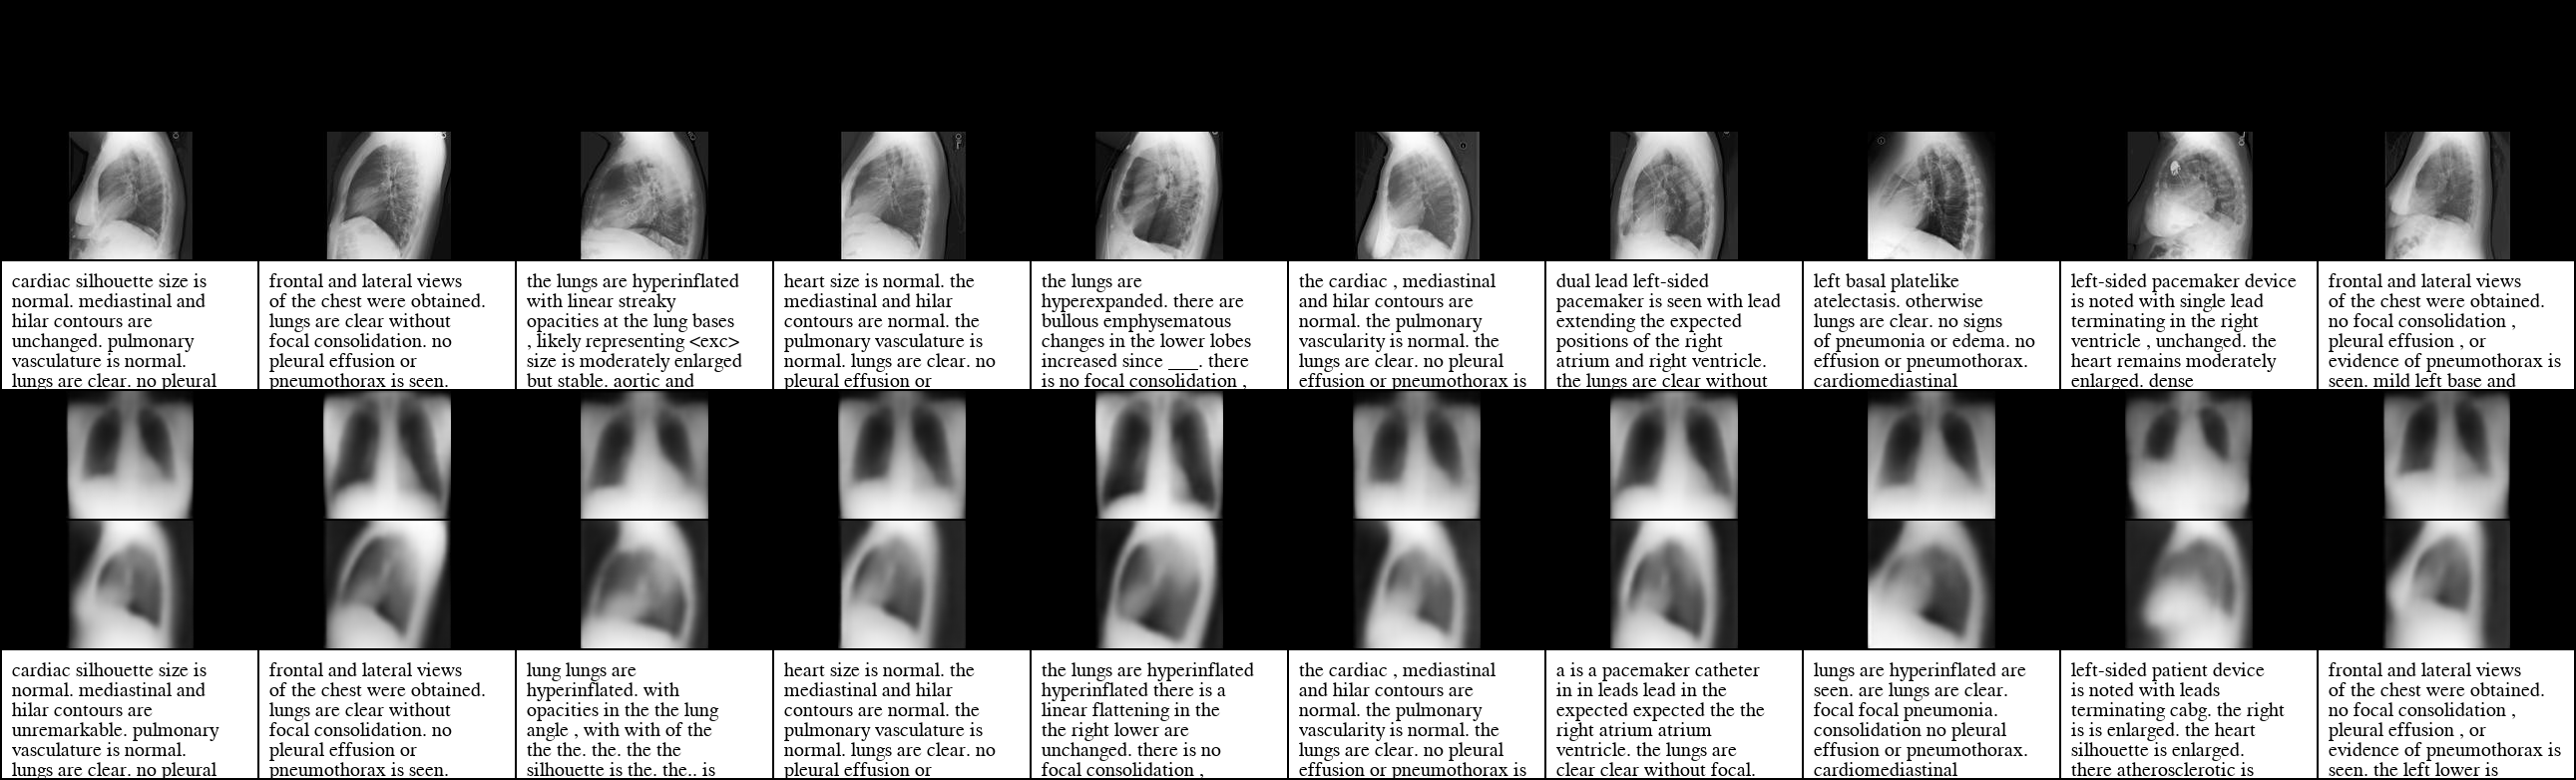 cardiac silhouette size is
normal. mediastinal and
hilar contours are
unchanged. pulmonary
vasculature is normal.
lungs are clear. no pleural
frontal and lateral views
of the chest were obtained.
lungs are clear without
focal consolidation. no
pleural effusion or
pneumothorax is seen.
the lungs are hyperinflated
with linear streaky
opacities at the lung bases
, likely representing <exc>
size is moderately enlarged
but stable. aortic and
heart size is normal. the
mediastinal and hilar
contours are normal. the
pulmonary vasculature is
normal. lungs are clear. no
pleural effusion or
the lungs are
hyperexpanded. there are
bullous emphysematous
changes in the lower lobes
increased since ___. there
is no focal consolidation ,
the cardiac , mediastinal
and hilar contours are
normal. the pulmonary
vascularity is normal. the
lungs are clear. no pleural
effusion or pneumothorax is
dual lead left-sided
pacemaker is seen with lead
extending the expected
positions of the right
atrium and right ventricle.
the lungs are clear without
left basal platelike
atelectasis. otherwise
lungs are clear. no signs
of pneumonia or edema. no
effusion or pneumothorax.
cardiomediastinal
left-sided pacemaker device
is noted with single lead
terminating in the right
ventricle , unchanged. the
heart remains moderately
enlarged. dense
frontal and lateral views
of the chest were obtained.
no focal consolidation ,
pleural effusion , or
evidence of pneumothorax is
seen. mild left base and
cardiac silhouette size is
normal. mediastinal and
hilar contours are
unremarkable. pulmonary
vasculature is normal.
lungs are clear. no pleural
frontal and lateral views
of the chest were obtained.
lungs are clear without
focal consolidation. no
pleural effusion or
pneumothorax is seen.
lung lungs are
hyperinflated. with
opacities in the the lung
angle , with with of the
the the. the. the the
silhouette is the. the.. is
heart size is normal. the
mediastinal and hilar
contours are normal. the
pulmonary vasculature is
normal. lungs are clear. no
pleural effusion or
the lungs are hyperinflated
hyperinflated there is a
linear flattening in the
the right lower are
unchanged. there is no
focal consolidation ,
the cardiac , mediastinal
and hilar contours are
normal. the pulmonary
vascularity is normal. the
lungs are clear. no pleural
effusion or pneumothorax is
a is a pacemaker catheter
in in leads lead in the
expected expected the the
right atrium atrium
ventricle. the lungs are
clear clear without focal.
lungs are hyperinflated are
seen. are lungs are clear.
focal focal pneumonia.
consolidation no pleural
effusion or pneumothorax.
cardiomediastinal
left-sided patient device
is noted with leads
terminating cabg. the right
is is enlarged. the heart
silhouette is enlarged.
there atherosclerotic is
frontal and lateral views
of the chest were obtained.
no focal consolidation ,
pleural effusion , or
evidence of pneumothorax is
seen. the left lower is